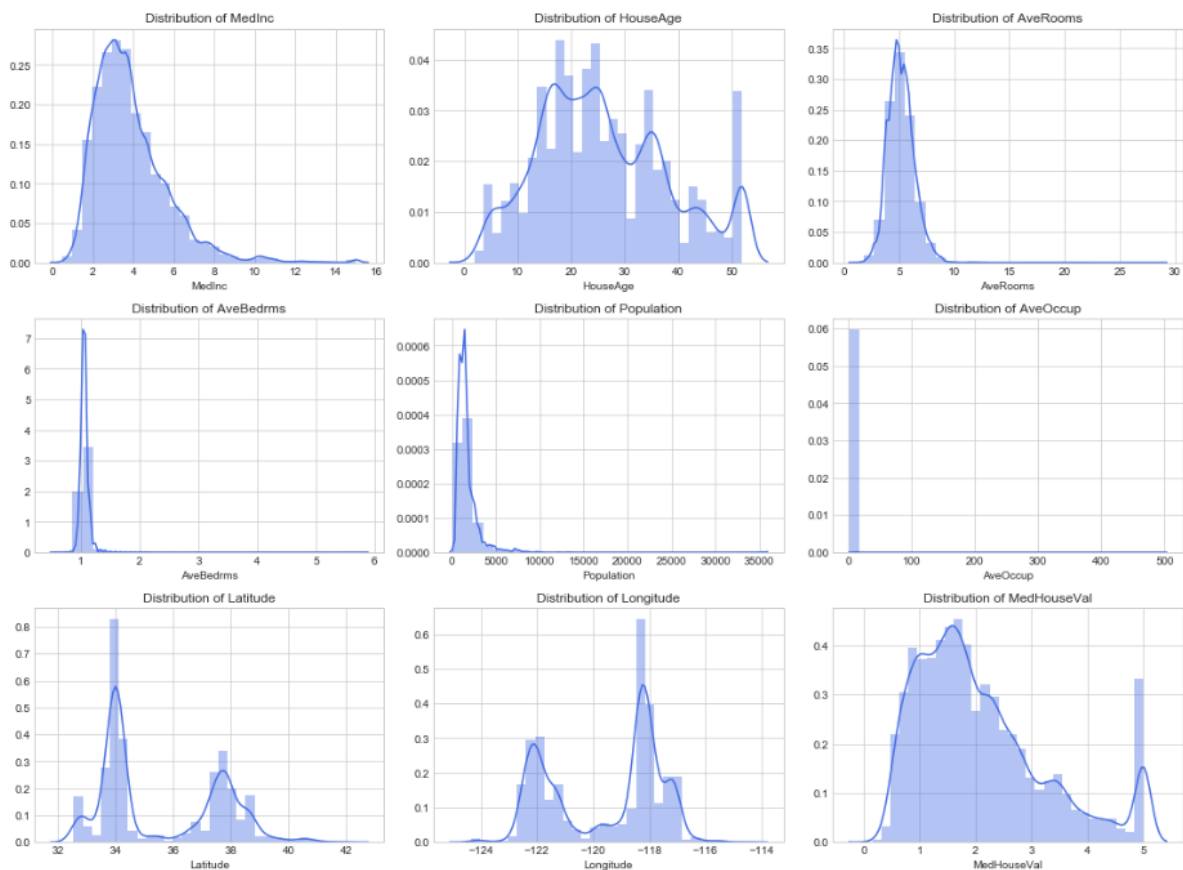 Distribution of MedInc
0.25
0.20
0.15
0.10
0.05
0.00
0 2 4 6 8 10 12 14 16
MedInc
Distribution of HouseAge
0.04
0.03
0.02
0.01
0.00
0 10 20 30 40 50
HouseAge
Distribution of AveRooms
0.35
0.30
0.25
0.20
0.15
0.10
0.05
0.00
0 5 10 15 20 25 30
AveRooms
Distribution of AveBedrms
7
6
5
4
3
2
1
0
1 2 3 4 5 6
AveBedrms
Distribution of Population
0.0006
0.0005
0.0004
0.0003
0.0002
0.0001
0.0000
0 5000 10000 15000 20000 25000 30000 35000
Population
Distribution of AveOccup
0.06
0.05
0.04
0.03
0.02
0.01
0.00
0 100 200 300 400 500
AveOccup
Distribution of Latitude
0.8
0.7
0.6
0.5
0.4
0.3
0.2
0.1
0.0
32 34 36 38 40 42
Latitude
Distribution of Longitude
0.6
0.5
0.4
0.3
0.2
0.1
0.0
−124 −122 −120 −118 −116 −114
Longitude
Distribution of MedHouseVal
0.4
0.3
0.2
0.1
0.0
0 1 2 3 4 5
MedHouseVal